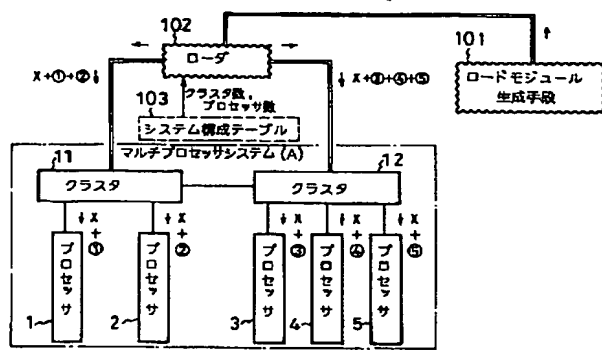 102
ローダ
101
ロードモジュール
生成手段
X+①+②
X+③+④+⑤
クラスタ数,
プロセッサ数
103
システム構成テーブル
マルチプロセッサシステム(A)
11
クラスタ
12
クラスタ
X+①
X+②
X+③
X+④
X+⑤
プロセッサ
プロセッサ
プロセッサ
プロセッサ
プロセッサ
1
2
3
4
5